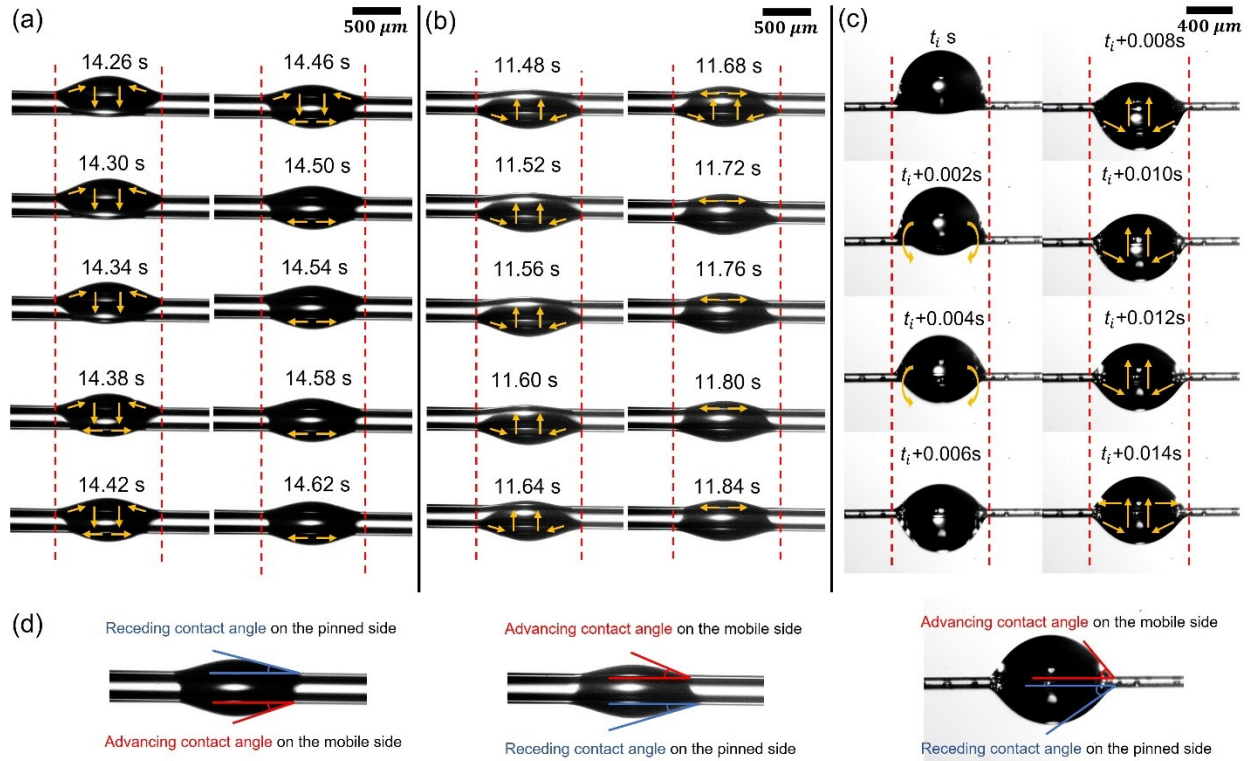 (a)
500 μm
14.26 s
14.46 s
14.30 s
14.50 s
14.34 s
14.54 s
14.38 s
14.58 s
14.42 s
14.62 s
(b)
500 μm
11.48 s
11.68 s
11.52 s
11.72 s
11.56 s
11.76 s
11.60 s
11.80 s
11.64 s
11.84 s
(c)
400 μm
tᵢ s
tᵢ+0.008s
tᵢ+0.002s
tᵢ+0.010s
tᵢ+0.004s
tᵢ+0.012s
tᵢ+0.006s
tᵢ+0.014s
(d)
Receding contact angle on the pinned side
Advancing contact angle on the mobile side
Advancing contact angle on the mobile side
Receding contact angle on the pinned side
Advancing contact angle on the mobile side
Receding contact angle on the pinned side